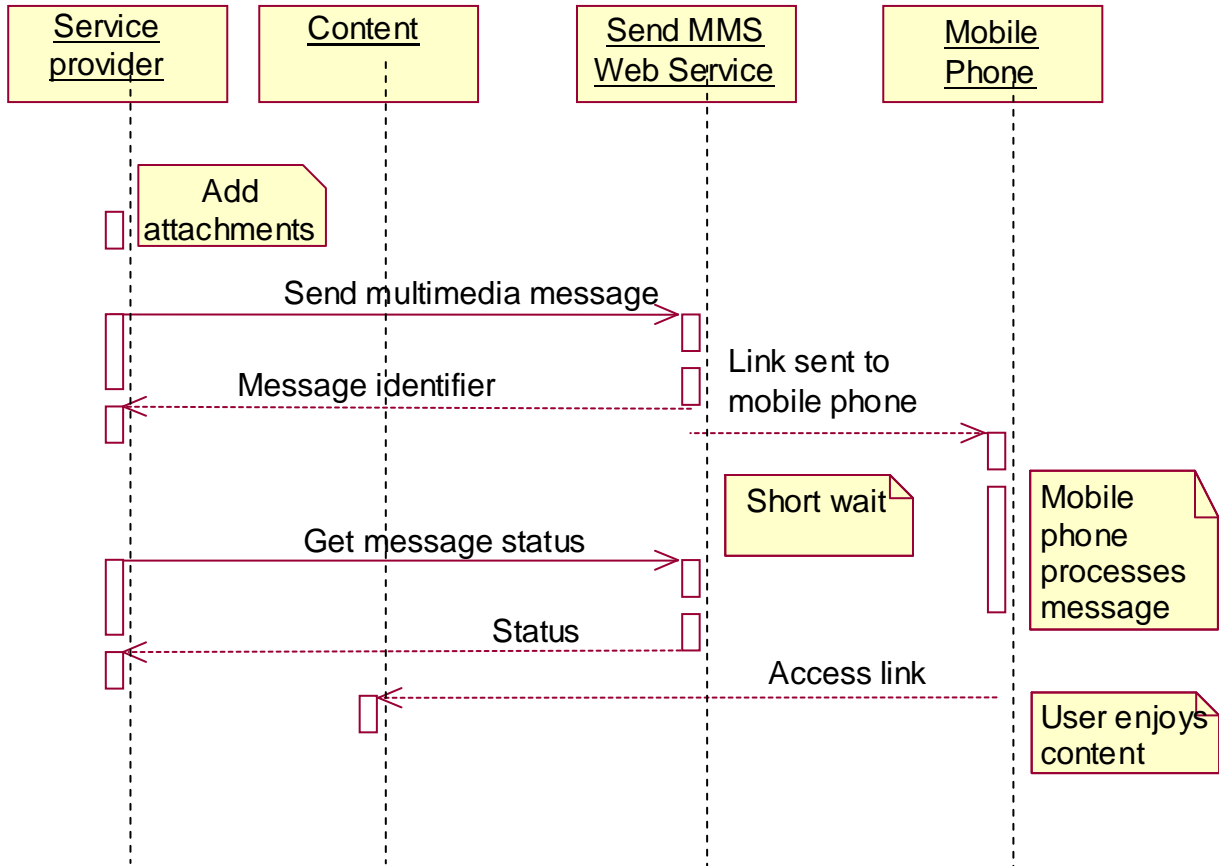 Service
provider
Content
Send MMS
Web Service
Mobile
Phone
Add
attachments
Send multimedia message
Message identifier
Link sent to
mobile phone
Short wait
Mobile
phone
processes
message
Get message status
Status
Access link
User enjoys
content